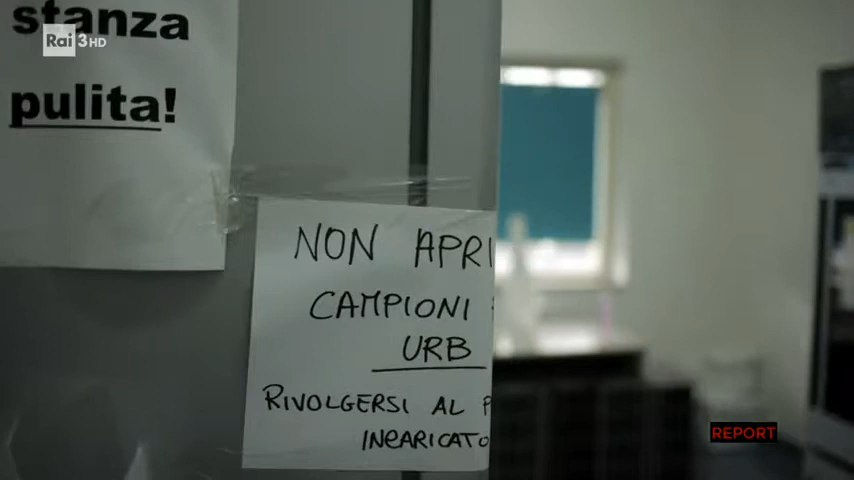 stanza
Rai 3HD
pulita!
NON APRI
CAMPIONI
URB
RIVOLGERSI AL P
INCARICATO
REPORT